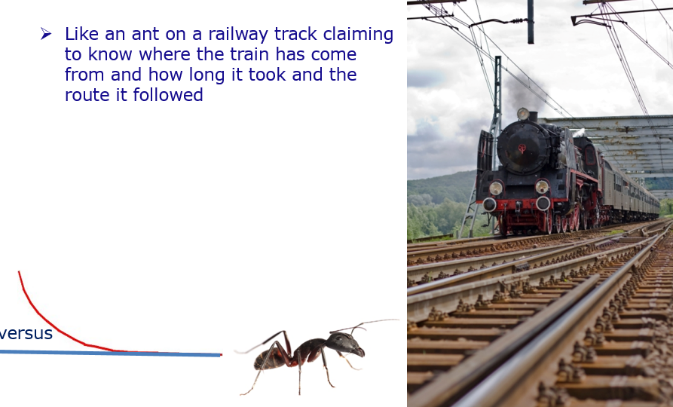 Like an ant on a railway track claiming
to know where the train has come
from and how long it took and the
route it followed
versus